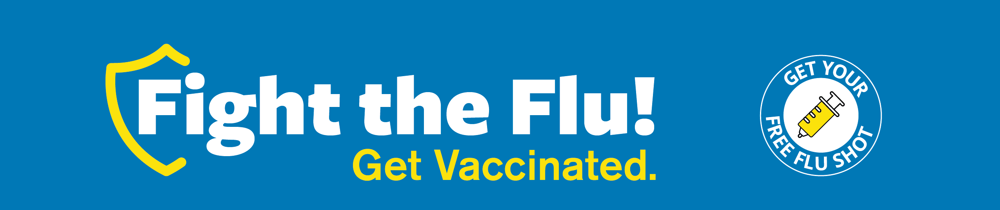 Fight the Flu!
Get Vaccinated.
GET YOUR
FREE FLU SHOT